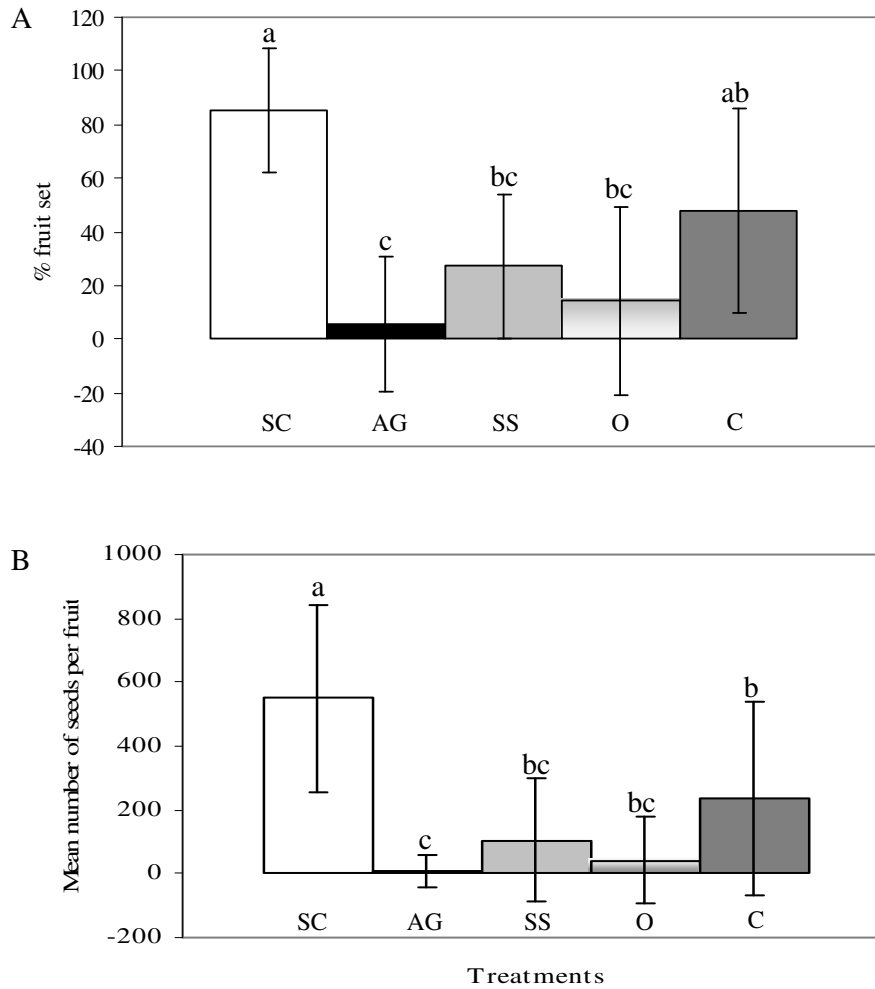 A
120
100
80
60
40
20
0
-20
-40
% fruit set
a
c
bc
bc
ab
SC AG SS O C
B
1000
800
600
400
200
0
-200
Mean number of seeds per fruit
a
c
bc
bc
b
SC AG SS O C
Treatments